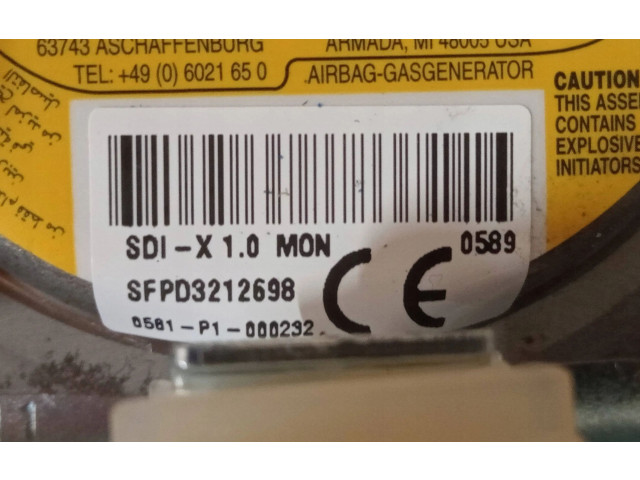 63743 ASCHAFFENBURG
ARMADA, MI 48005 USA
TEL: +49 (0) 6021 65 0
AIRBAG-GASGENERATOR
CAUTION
THIS ASSE
CONTAINS
EXPLOSIVE
INITIATORS
SDI-X 1.0 MON
0589
SFPD3212698
CE
0581-P1-000232